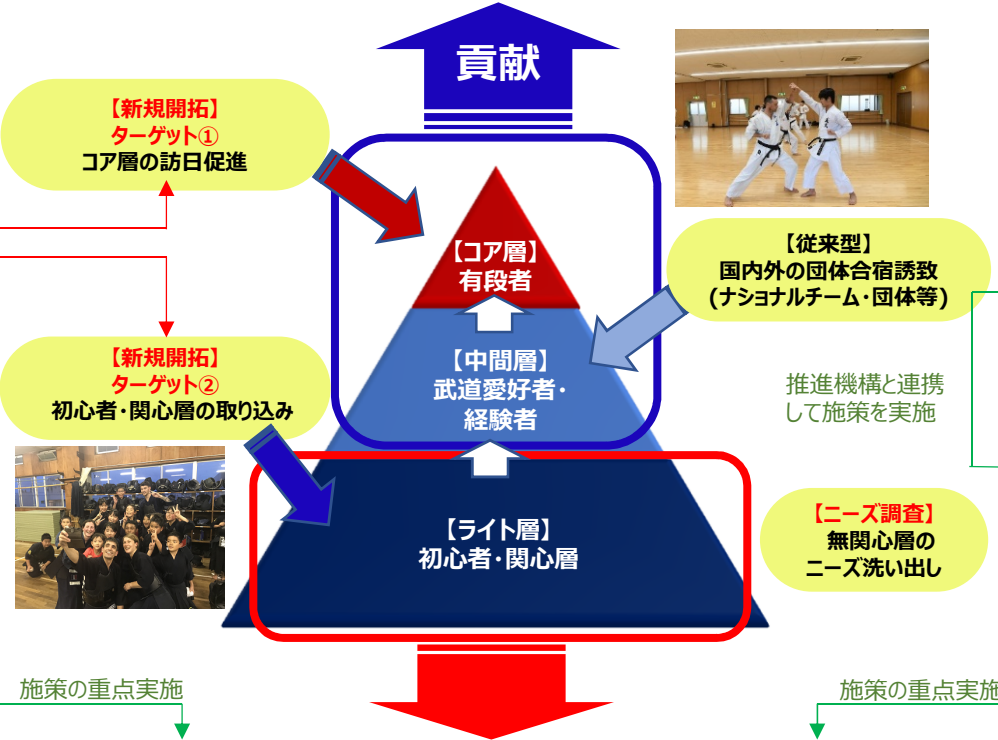 貢献
【新規開拓】
ターゲット①
コア層の訪日促進
【コア層】
有段者
【従来型】
国内外の団体合宿誘致
(ナショナルチーム・団体等)
【新規開拓】
ターゲット②
初心者・関心層の取り込み
【中間層】
武道愛好者・
経験者
推進機構と連携
して施策を実施
【ライト層】
初心者・関心層
【ニーズ調査】
無関心層の
ニーズ洗い出し
施策の重点実施
施策の重点実施